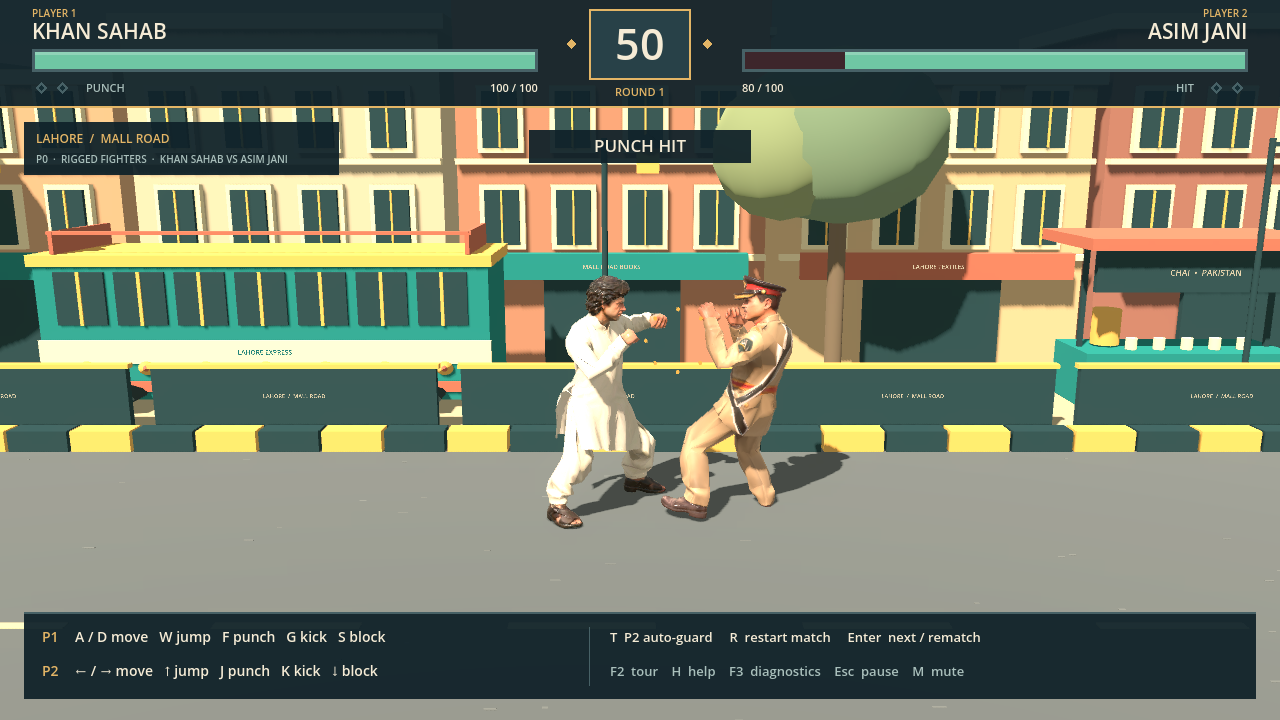 PLAYER 1
KHAN SAHAB
PUNCH
100 / 100
50
ROUND 1
PLAYER 2
ASIM JANI
80 / 100
HIT
LAHORE / MALL ROAD
P0 · RIGGED FIGHTERS · KHAN SAHAB VS ASIM JANI
PUNCH HIT
LAHORE TEXTILES
CHAI • PAKISTAN
LAHORE EXPRESS
ROAD
LAHORE / MALL ROAD
LAHORE / MALL ROAD
LAHORE / MALL ROAD
P1 A / D move W jump F punch G kick S block
P2 ← / → move ↑ jump J punch K kick ↓ block
T P2 auto-guard R restart match Enter next / rematch
F2 tour H help F3 diagnostics Esc pause M mute